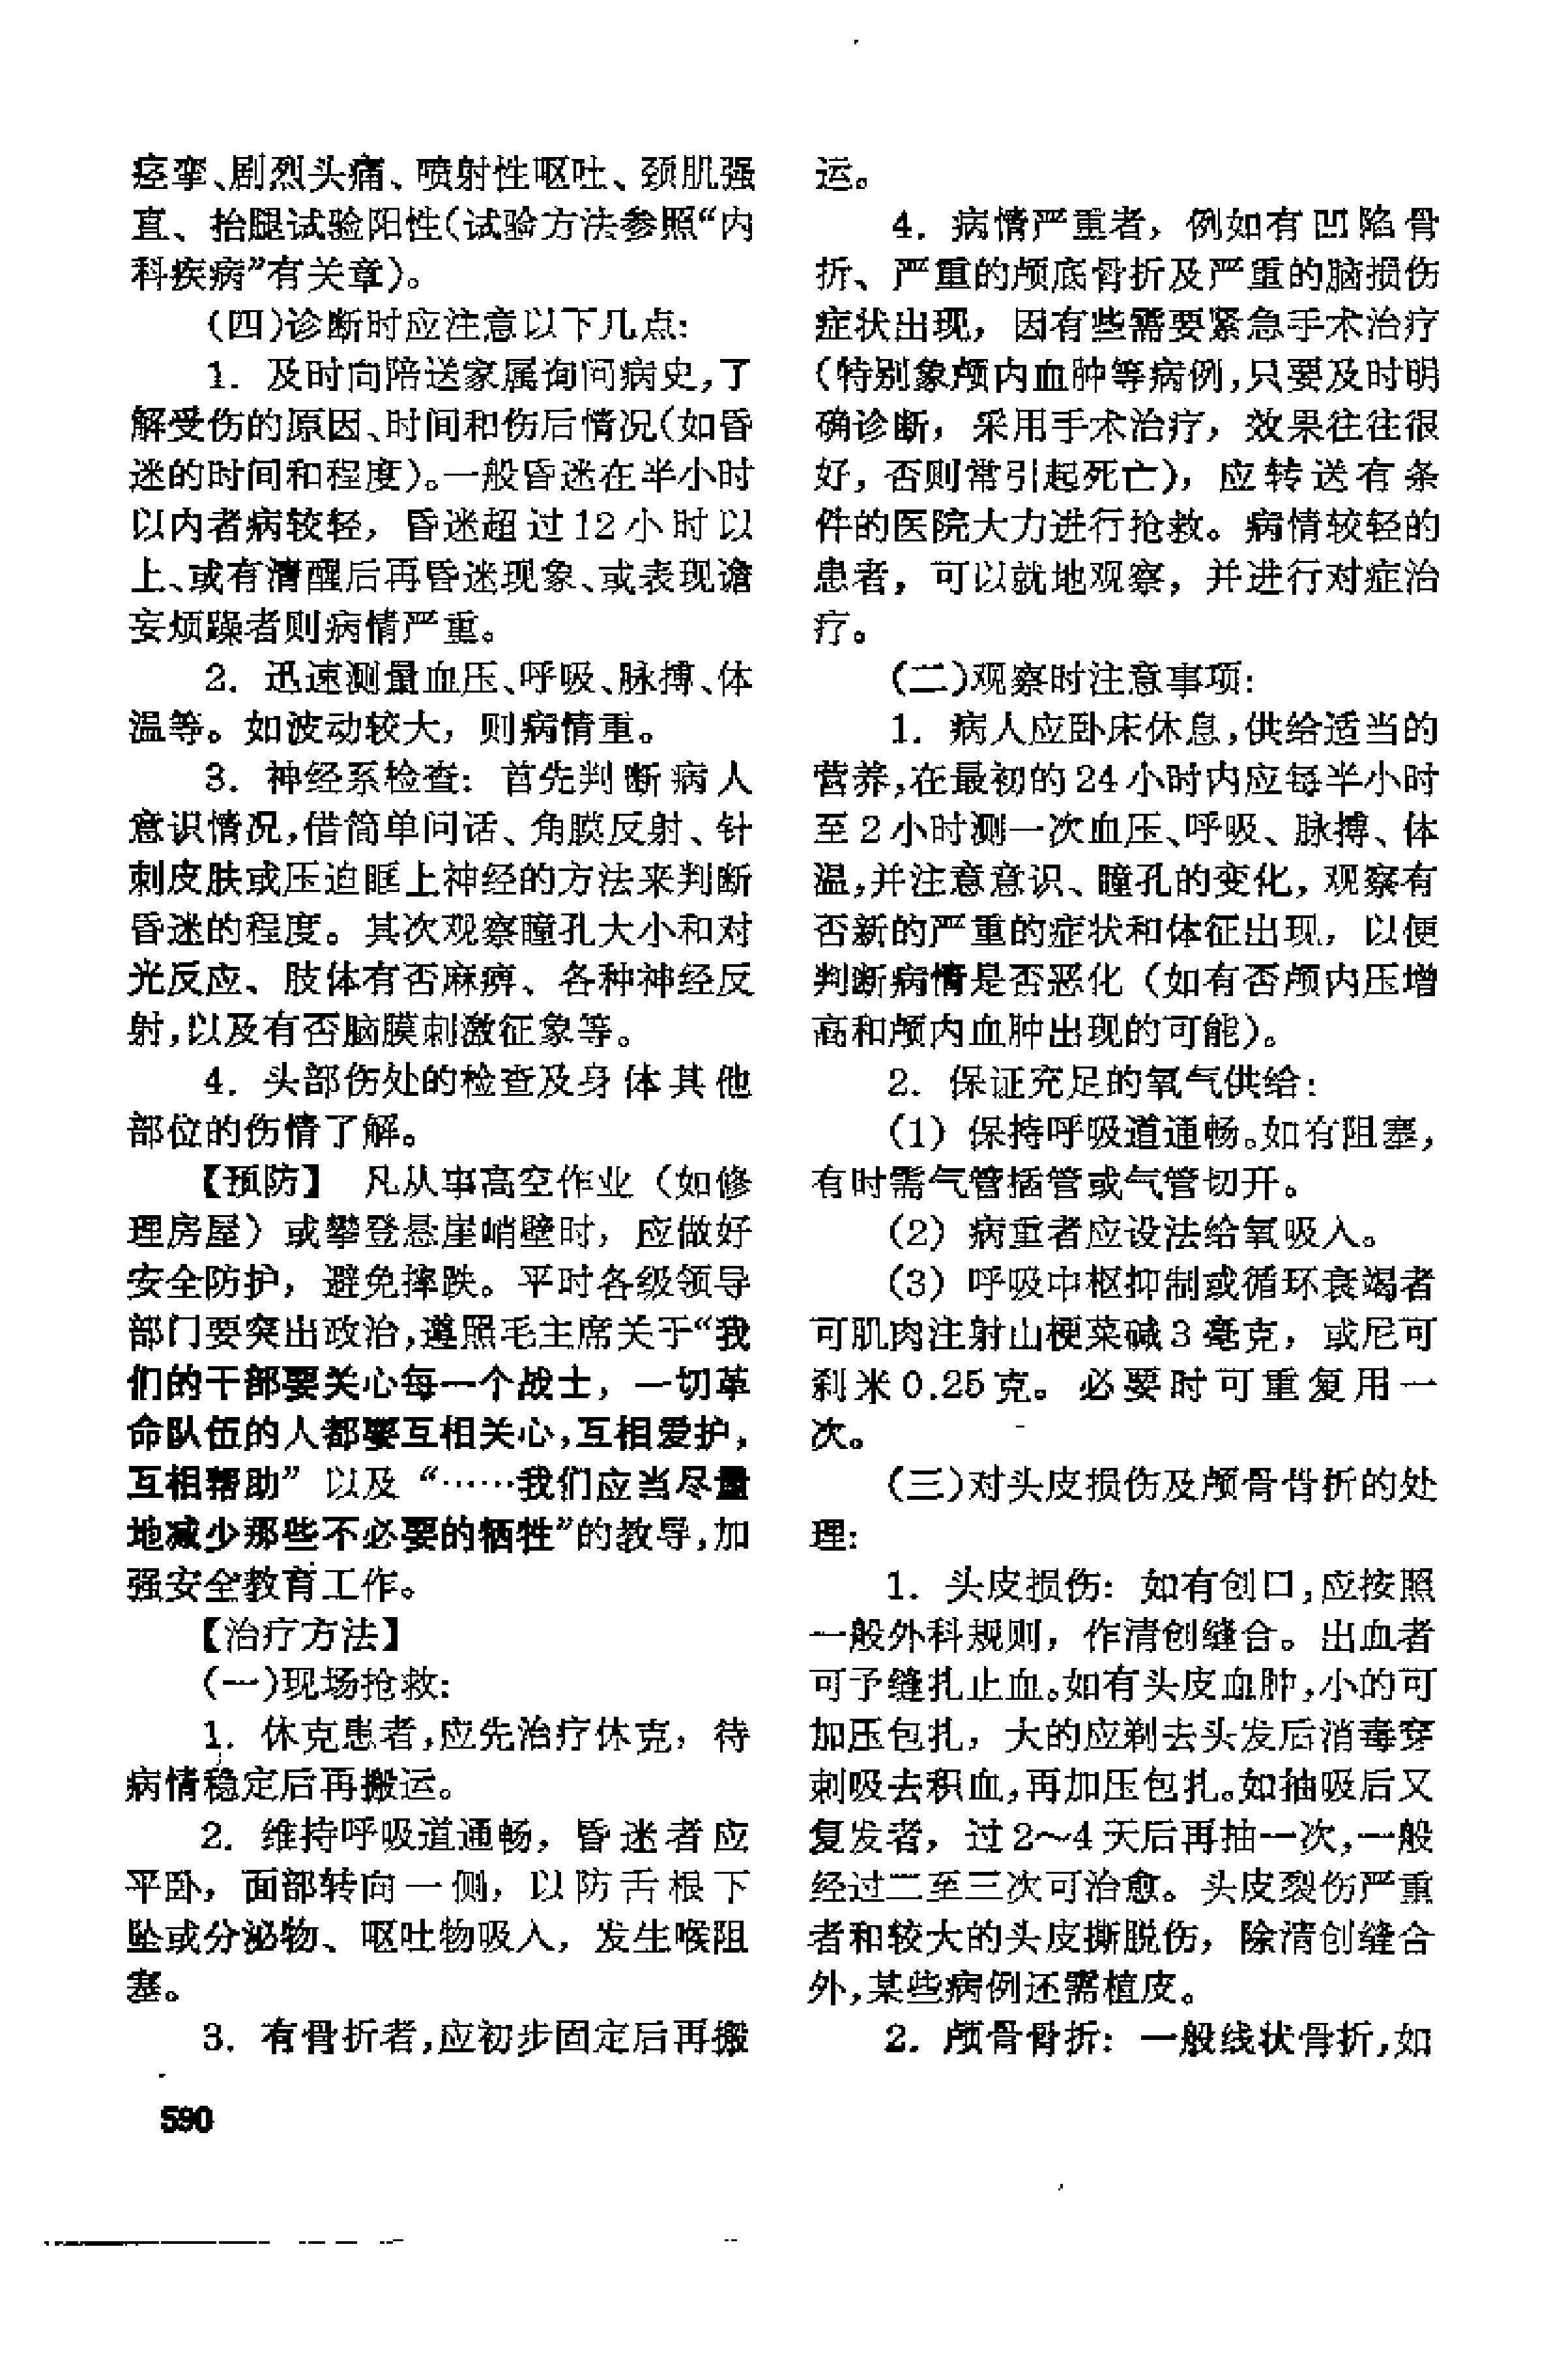 痉挛、剧烈头痛、喷射性呕吐、颈肌强
直、抬腿试验阳性(试验方法参照“内
科疾病”有关章)。
(四)诊断时应注意以下几点:
1. 及时向陪送家属询问病史,了
解受伤的原因、时间和伤后情况(如昏
迷的时间和程度)。一般昏迷在半小时
以内者病较轻,昏迷超过12小时以
上、或有清醒后再昏迷现象、或表现谵
妄烦躁者则病情严重。
2. 迅速测量血压、呼吸、脉搏、体
温等。如波动较大,则病情重。
3. 神经系检查:首先判断病人
意识情况,借简单问话、角膜反射、针
刺皮肤或压迫眶上神经的方法来判断
昏迷的程度。其次观察瞳孔大小和对
光反应、肢体有否麻痹、各种神经反
射,以及有否脑膜刺激征象等。
4. 头部伤处的检查及身体其他
部位的伤情了解。
【预防】 凡从事高空作业(如修
理房屋)或攀登悬崖峭壁时,应做好
安全防护,避免摔跌。平时各级领导
部门要突出政治,遵照毛主席关于“我
们的干部要关心每一个战士,一切革
命队伍的人都要互相关心,互相爱护,
互相帮助”以及“……我们应当尽量
地减少那些不必要的牺牲”的教导,加
强安全教育工作。
【治疗方法】
(一)现场抢救:
1. 休克患者,应先治疗休克,待
病情稳定后再搬运。
2. 维持呼吸道通畅,昏迷者应
平卧,面部转向一侧,以防舌根下
坠或分泌物、呕吐物吸入,发生喉阻
塞。
3. 有骨折者,应初步固定后再搬
590
运。
4. 病情严重者,例如有凹陷骨
折、严重的颅底骨折及严重的脑损伤
症状出现,因有些需要紧急手术治疗
(特别象颅内血肿等病例,只要及时明
确诊断,采用手术治疗,效果往往很
好,否则常引起死亡),应转送有条
件的医院大力进行抢救。病情较轻的
患者,可以就地观察,并进行对症治
疗。
(二)观察时注意事项:
1. 病人应卧床休息,供给适当的
营养,在最初的24小时内应每半小时
至2小时测一次血压、呼吸、脉搏、体
温,并注意意识、瞳孔的变化,观察有
否新的严重的症状和体征出现,以便
判断病情是否恶化(如有否颅内压增
高和颅内血肿出现的可能)。
2. 保证充足的氧气供给:
(1) 保持呼吸道通畅。如有阻塞,
有时需气管插管或气管切开。
(2) 病重者应设法给氧吸入。
(3) 呼吸中枢抑制或循环衰竭者
可肌肉注射山梗菜碱3毫克,或尼可
刹米0.25克。必要时可重复用一
次。
(三)对头皮损伤及颅骨骨折的处
理:
1. 头皮损伤:如有创口,应按照
一般外科规则,作清创缝合。出血者
可予缝扎止血。如有头皮血肿,小的可
加压包扎,大的应剃去头发后消毒穿
刺吸去积血,再加压包扎。如抽吸后又
复发者,过2～4天后再抽一次,一般
经过二至三次可治愈。头皮裂伤严重
者和较大的头皮撕脱伤,除清创缝合
外,某些病例还需植皮。
2. 颅骨骨折:一般线状骨折,如